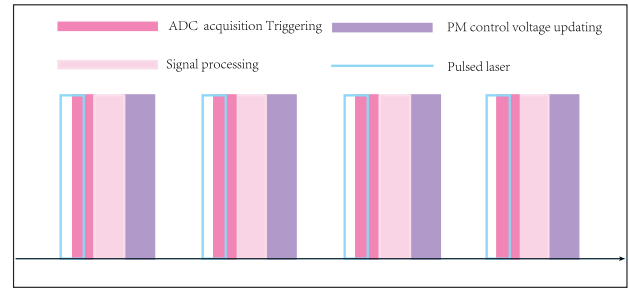 ADC acquisition Triggering
PM control voltage updating
Signal processing
Pulsed laser